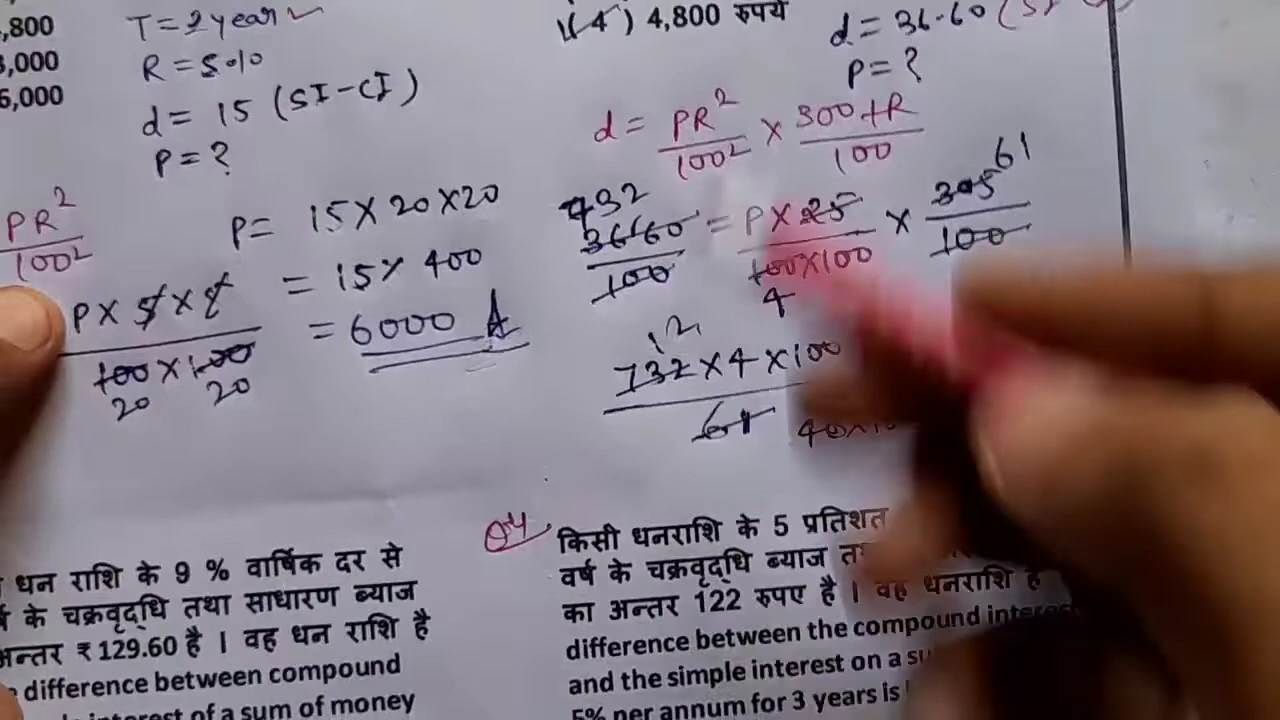 ,800
3,000
6,000
T = 2 year
R = 5%
d = 15 (SI-CI)
P = ?
PR²
100²
P X 5 X 5
100 X 100
20 20
P = 15 X 20 X 20
= 15 X 400
= 6000 A
(4) 4,800 रुपये
d = 36.60
P = ?
d = PR² X 300+R
100² 100
732
3660 = P X 25 X 305 61
100 100X100 100
4
12
732 X 4 X 100
61
धन राशि के 9 % वार्षिक दर से
के चक्रवृद्धि तथा साधारण ब्याज
अन्तर ₹ 129.60 है । वह धन राशि है
difference between compound
interest of a sum of money
Q4
किसी धनराशि के 5 प्रतिशत
वर्ष के चक्रवृद्धि ब्याज
का अन्तर 122 रुपए है । वह धनराशि है
difference between the compound interest
and the simple interest on a
5% per annum for 3 years is